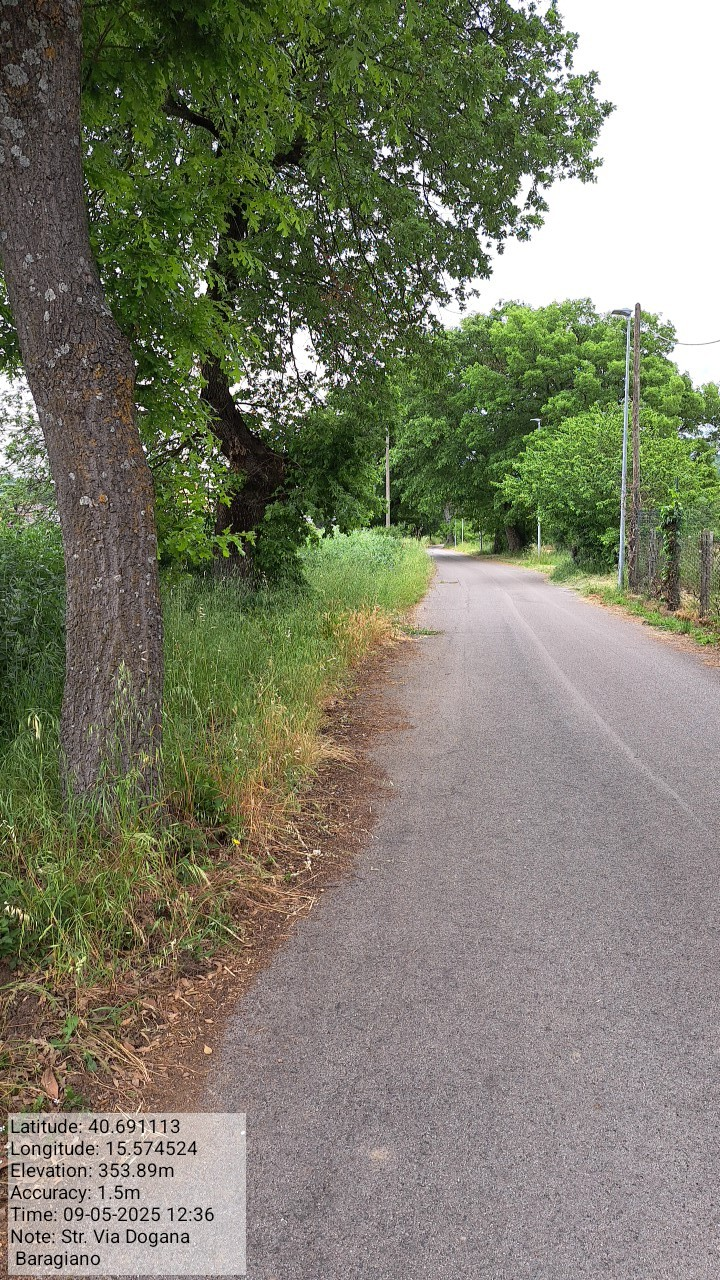 Latitude: 40.691113
Longitude: 15.574524
Elevation: 353.89m
Accuracy: 1.5m
Time: 09-05-2025 12:36
Note: Str. Via Dogana
Baragiano